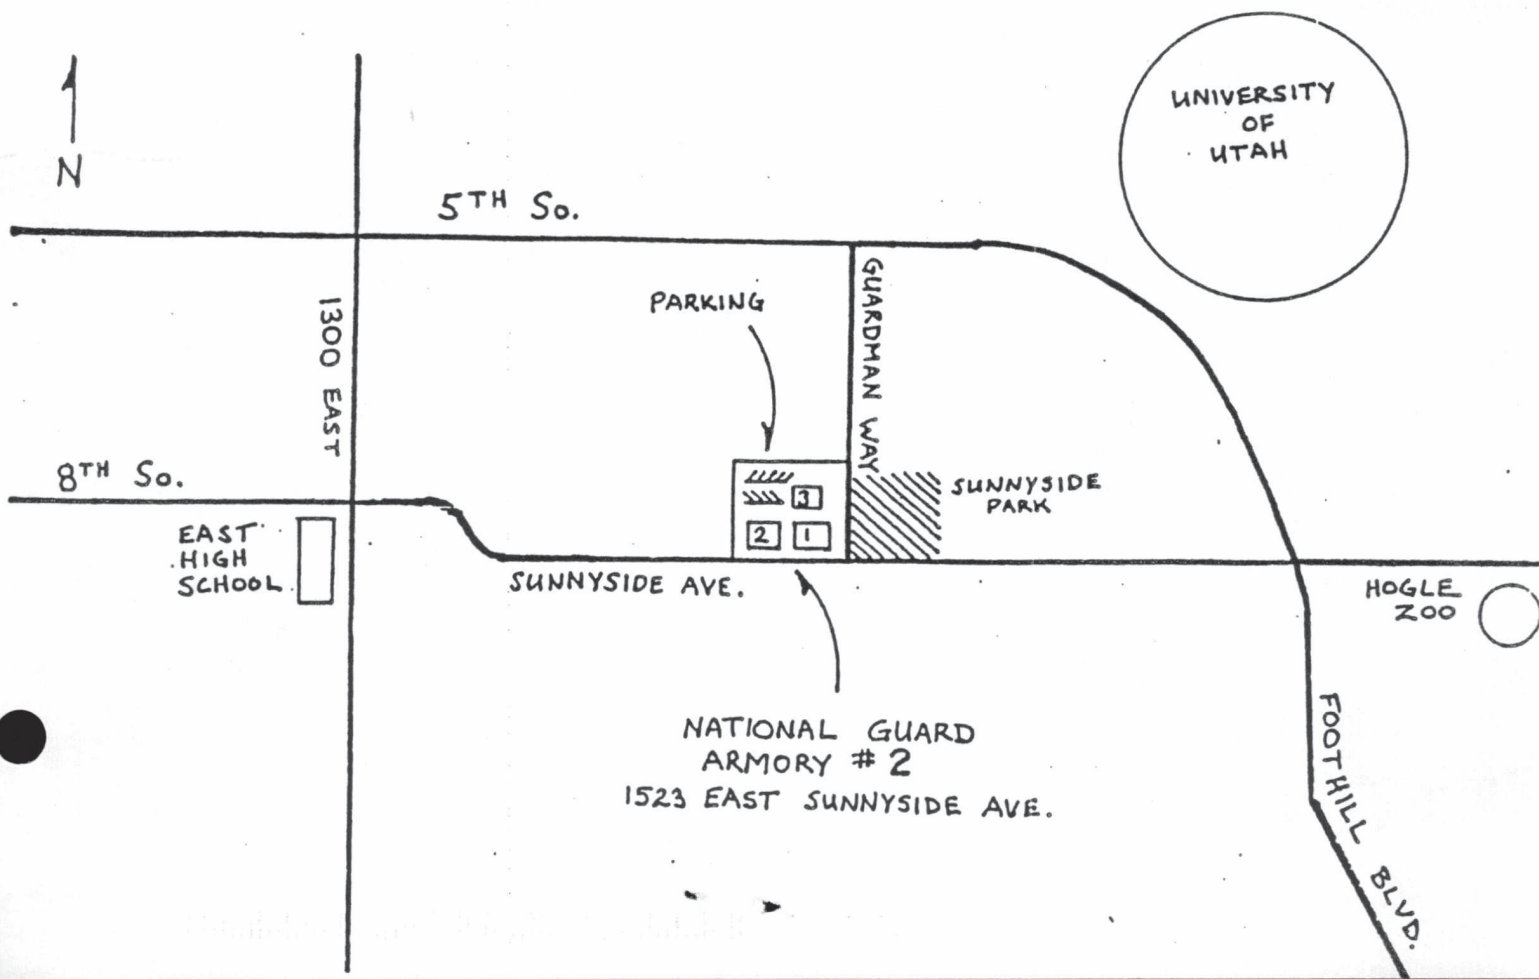 UNIVERSITY
OF
UTAH
N
5TH So.
PARKING
GUARDMAN WAY
1300 EAST
8TH So.
3
2
1
SUNNYSIDE
PARK
EAST
HIGH
SCHOOL
SUNNYSIDE AVE.
HOGLE
ZOO
NATIONAL GUARD
ARMORY # 2
1523 EAST SUNNYSIDE AVE.
FOOTHILL BLVD.